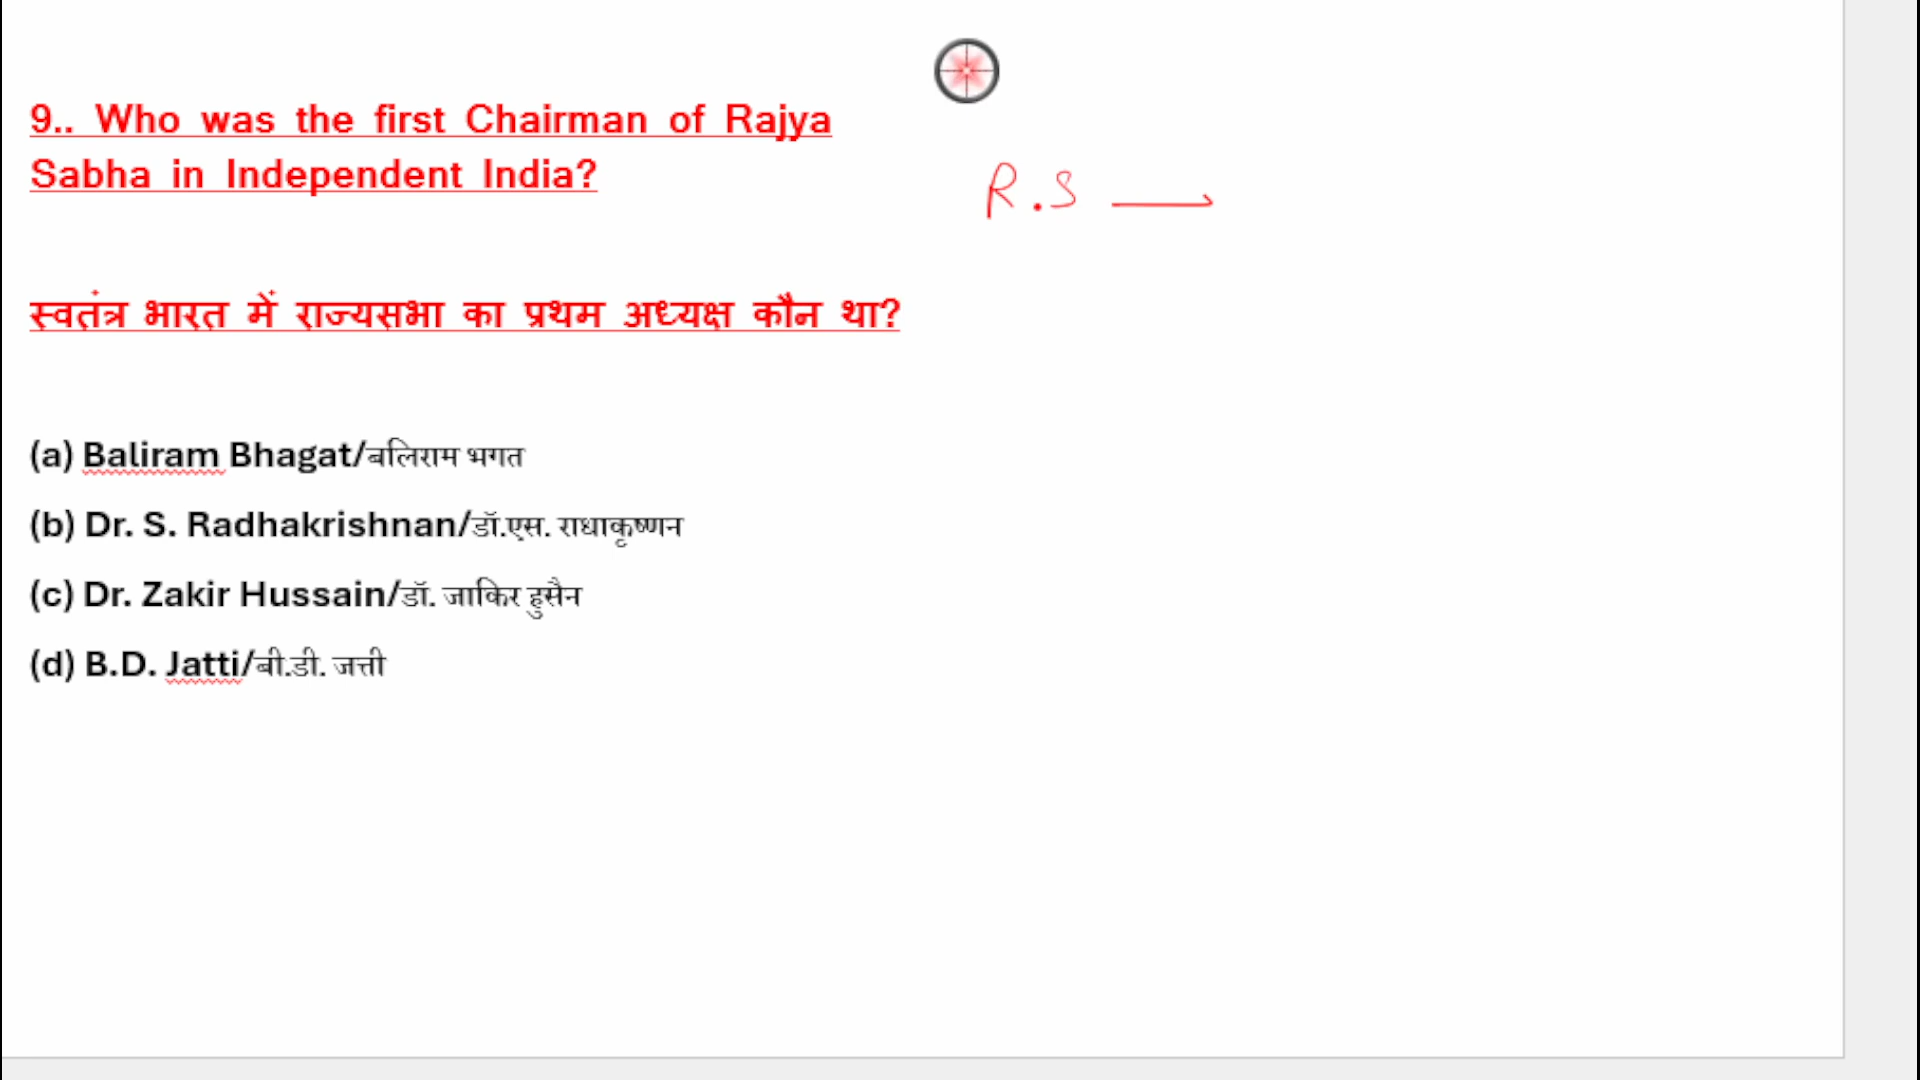 9.. Who was the first Chairman of Rajya
Sabha in Independent India?
R.S
स्वतंत्र भारत में राज्यसभा का प्रथम अध्यक्ष कौन था?
(a) Baliram Bhagat/बलिराम भगत
(b) Dr. S. Radhakrishnan/डॉ.एस. राधाकृष्णन
(c) Dr. Zakir Hussain/डॉ. जाकिर हुसैन
(d) B.D. Jatti/बी.डी. जत्ती